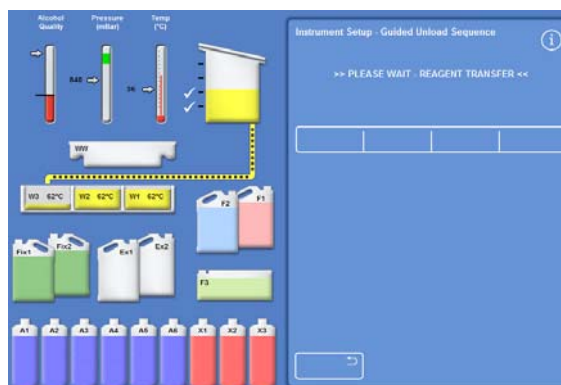 Alcohol Quality
Pressure (mbar)
Temp (°C)
Instrument Setup - Guided Unload Sequence
i
>> PLEASE WAIT - REAGENT TRANSFER <<
840
36
WW
W3 62°C
W2 62°C
W1 62°C
F2
F1
Fix1
Fix2
Ex1
Ex2
F3
A1
A2
A3
A4
A5
A6
X1
X2
X3